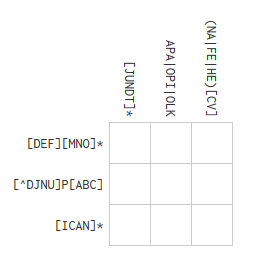 [JUNDT]*
APA|OPI|OLK
(NA|FE|HE)[CV]
[DEF][MNO]*
[^DJNU]P[ABC]
[ICAN]*